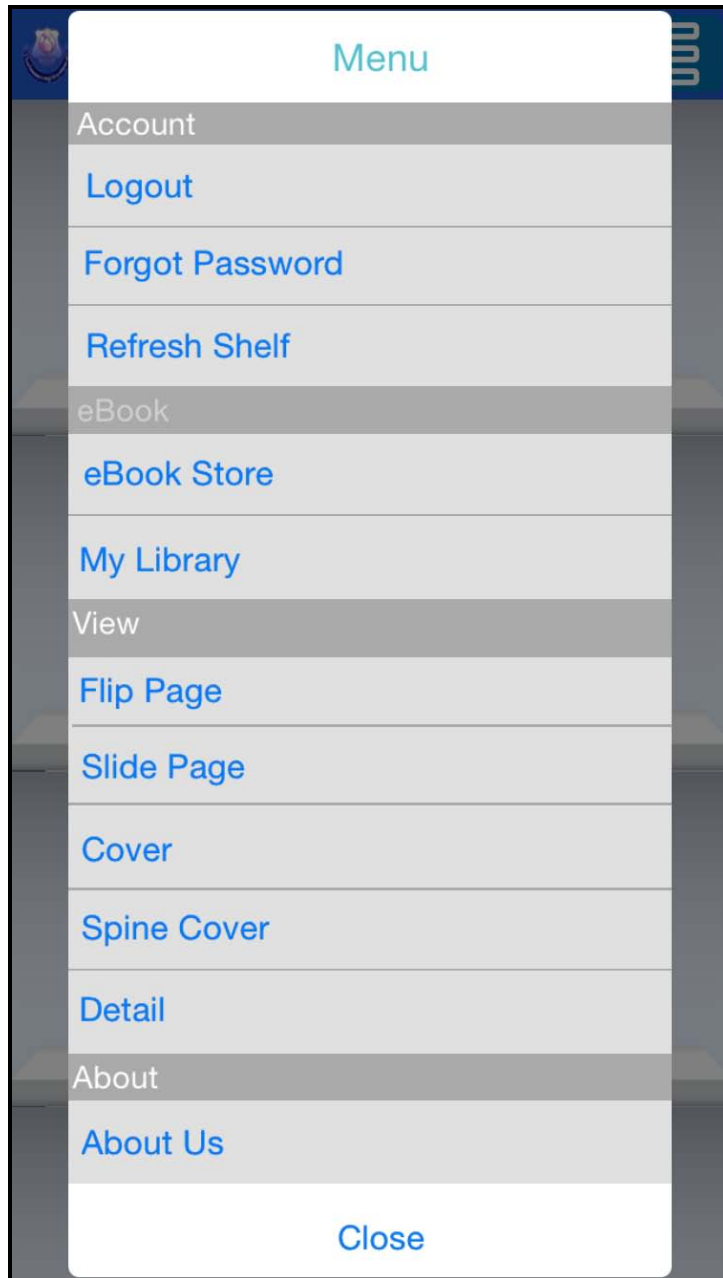 Menu
Account
Logout
Forgot Password
Refresh Shelf
eBook
eBook Store
My Library
View
Flip Page
Slide Page
Cover
Spine Cover
Detail
About
About Us
Close